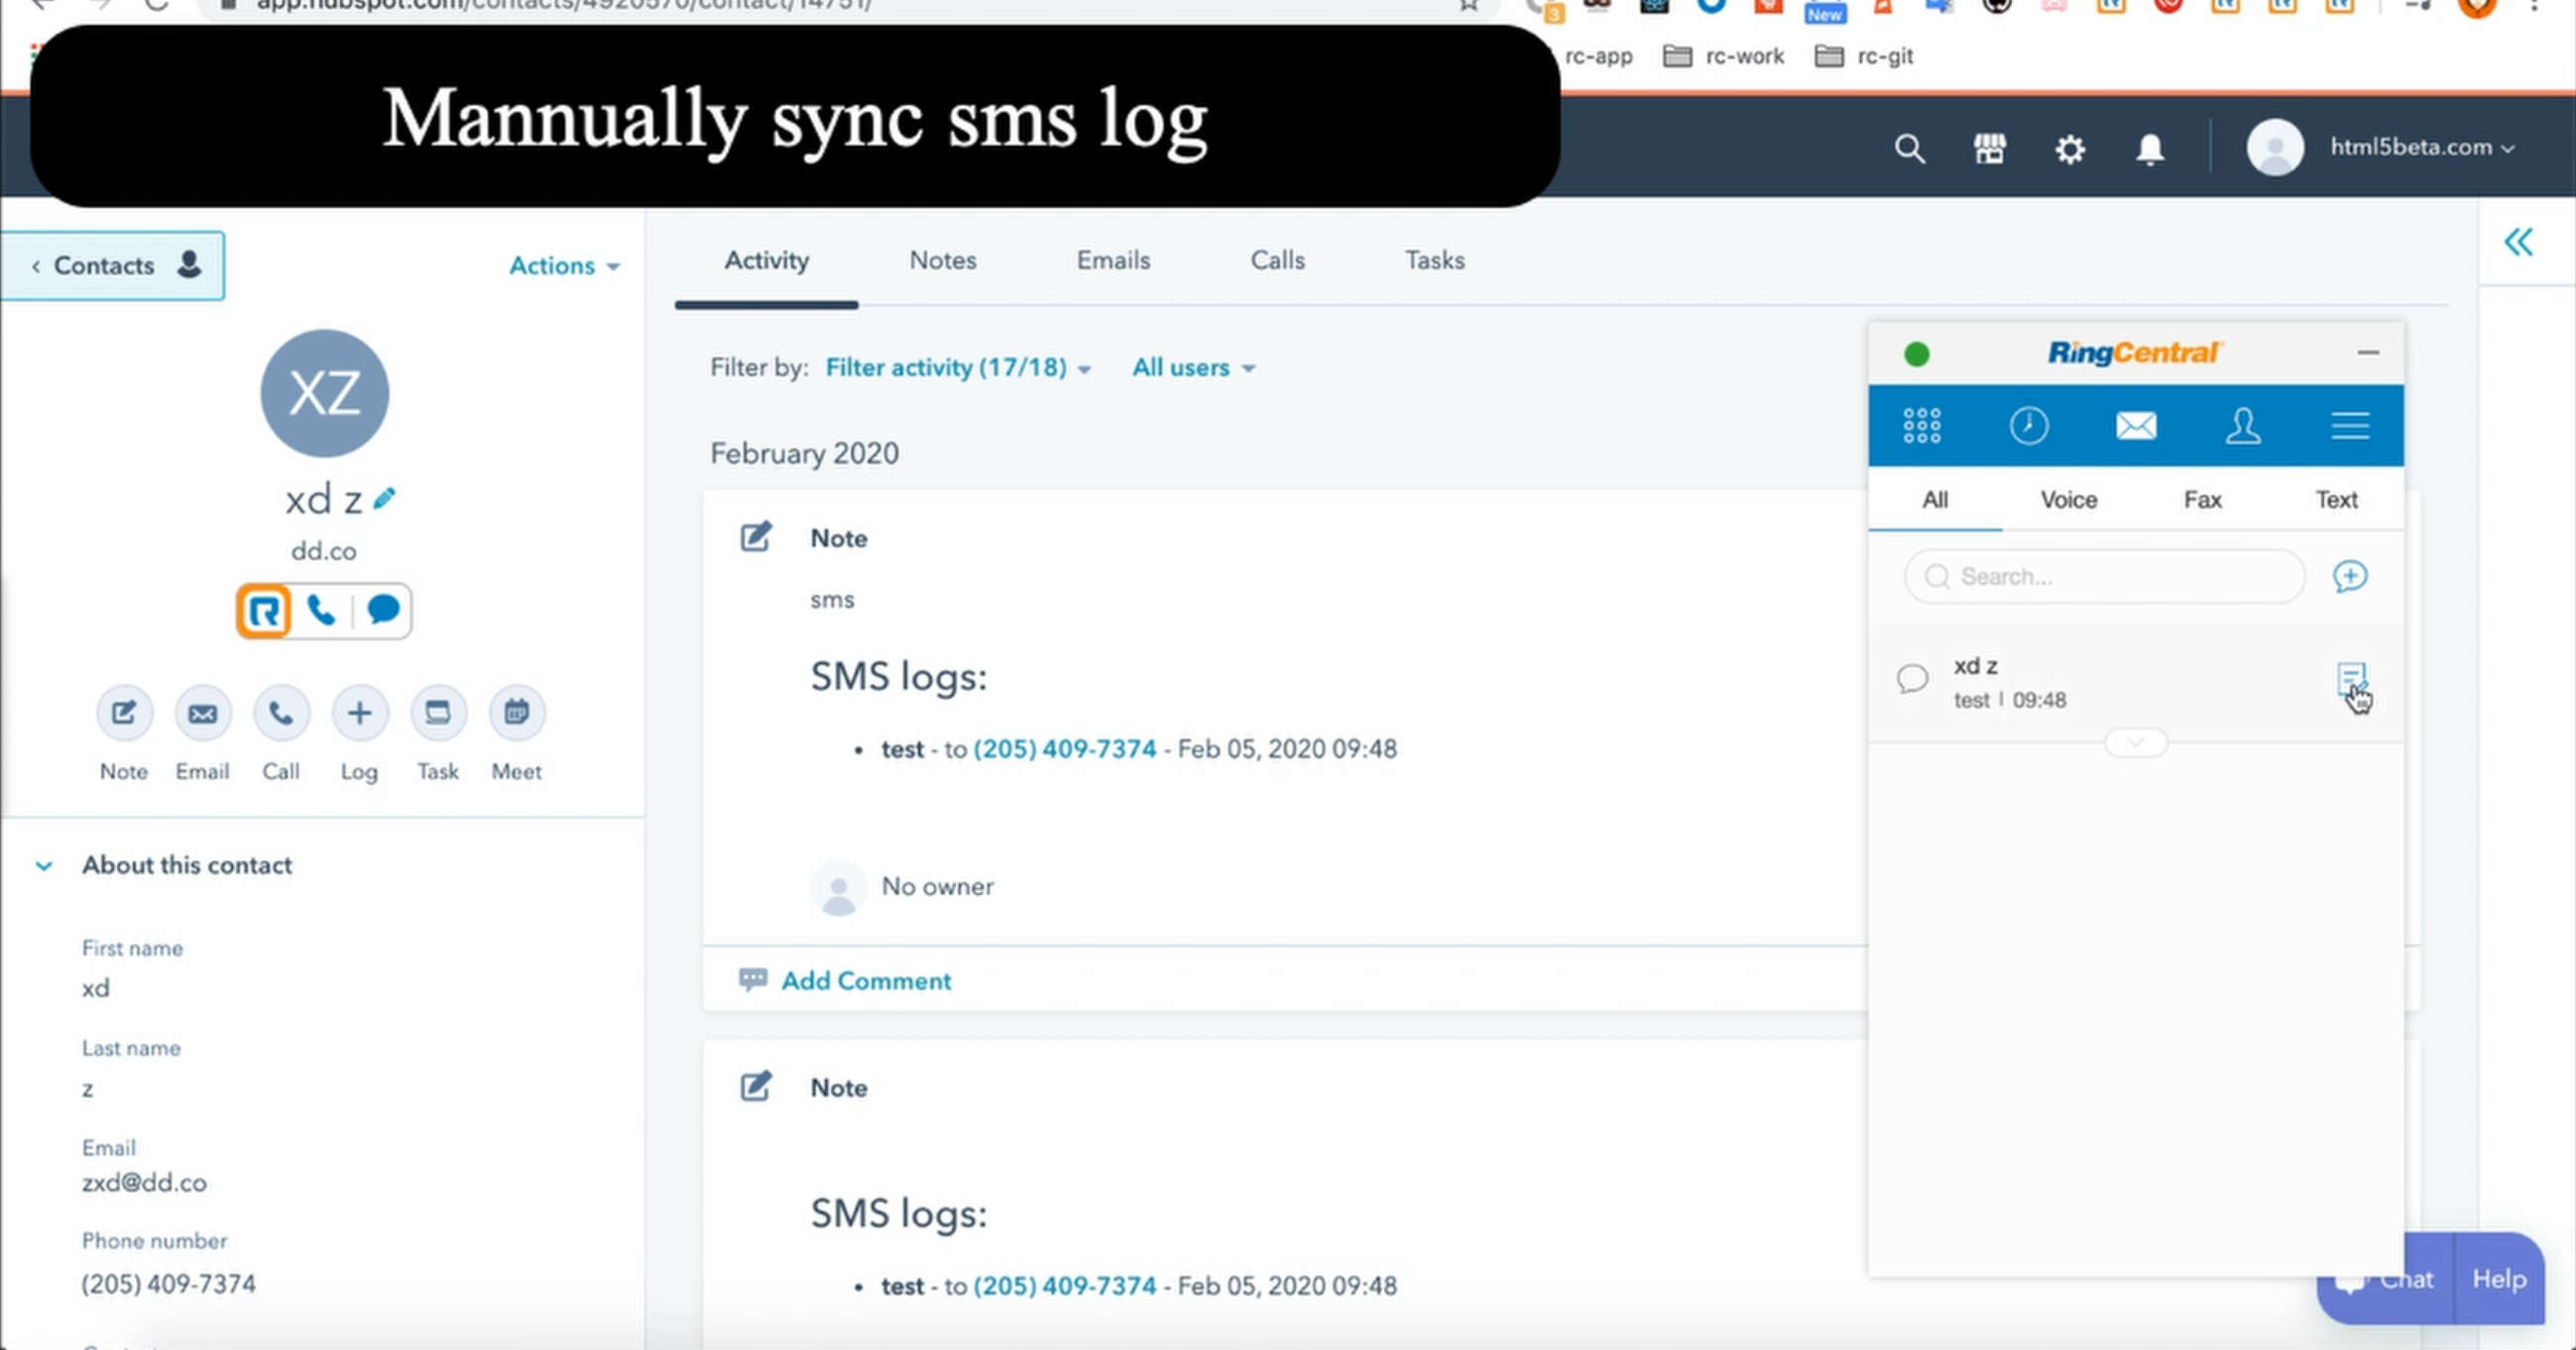 app.hubspot.com/contacts/4920570/contact/14751/
3
New
rc-app
rc-work
rc-git
Mannually sync sms log
html5beta.com
Contacts
Actions
XZ
xd z
dd.co
Note
Email
Call
Log
Task
Meet
About this contact
First name
xd
Last name
z
Email
zxd@dd.co
Phone number
(205) 409-7374
Activity
Notes
Emails
Calls
Tasks
Filter by: Filter activity (17/18) All users
February 2020
Note
sms
SMS logs:
• test - to (205) 409-7374 - Feb 05, 2020 09:48
No owner
Add Comment
Note
SMS logs:
• test - to (205) 409-7374 - Feb 05, 2020 09:48
RingCentral
All
Voice
Fax
Text
Search...
xd z
test | 09:48
Chat
Help